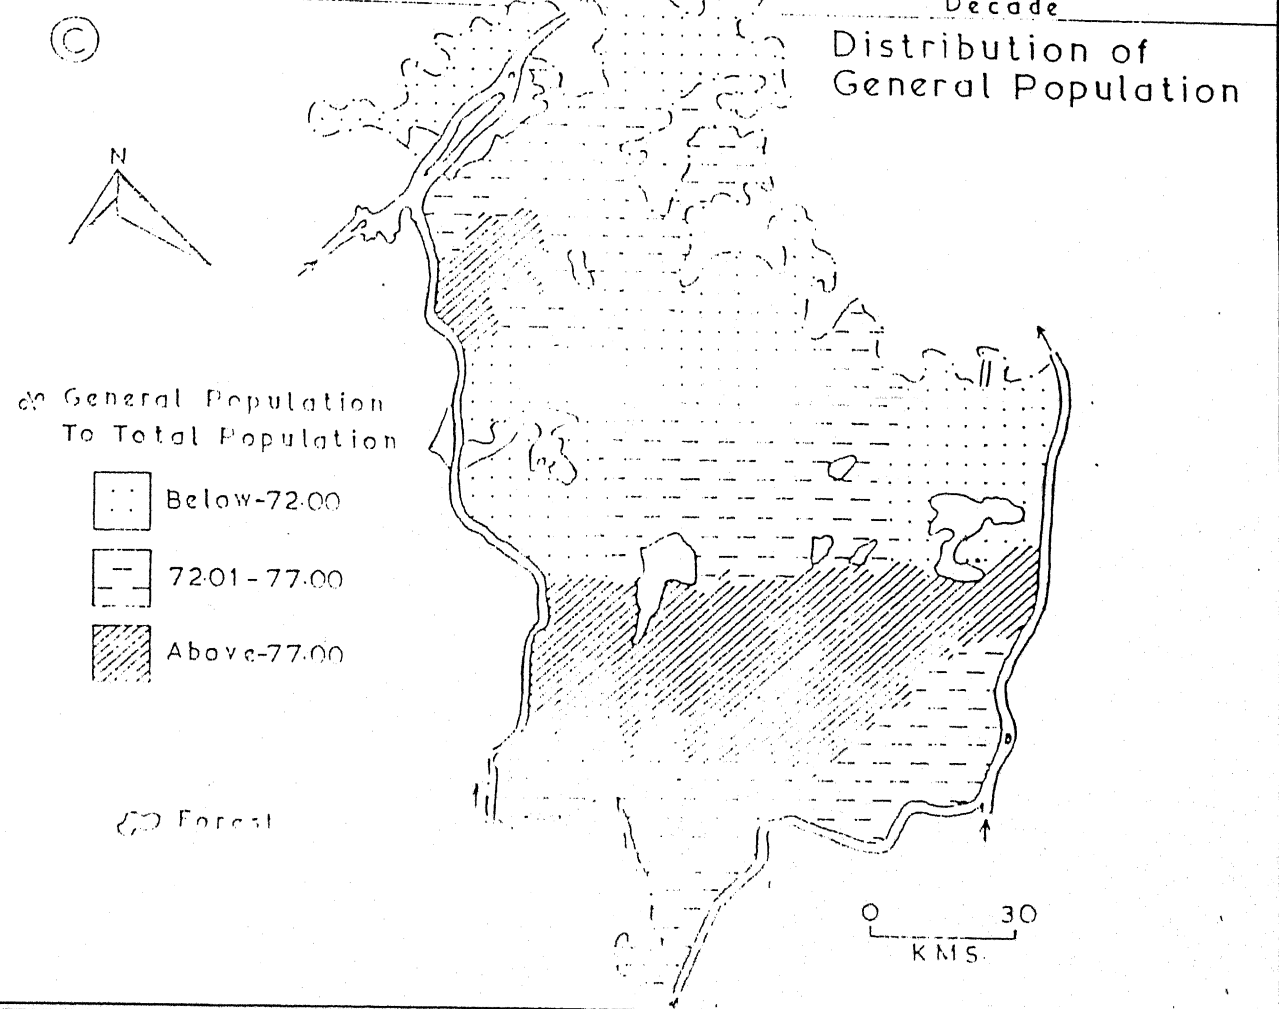 Decade
Ⓒ
Distribution of
General Population
N
% General Population
To Total Population
Below-72.00
72.01-77.00
Above-77.00
Forest
0 30
KMS.